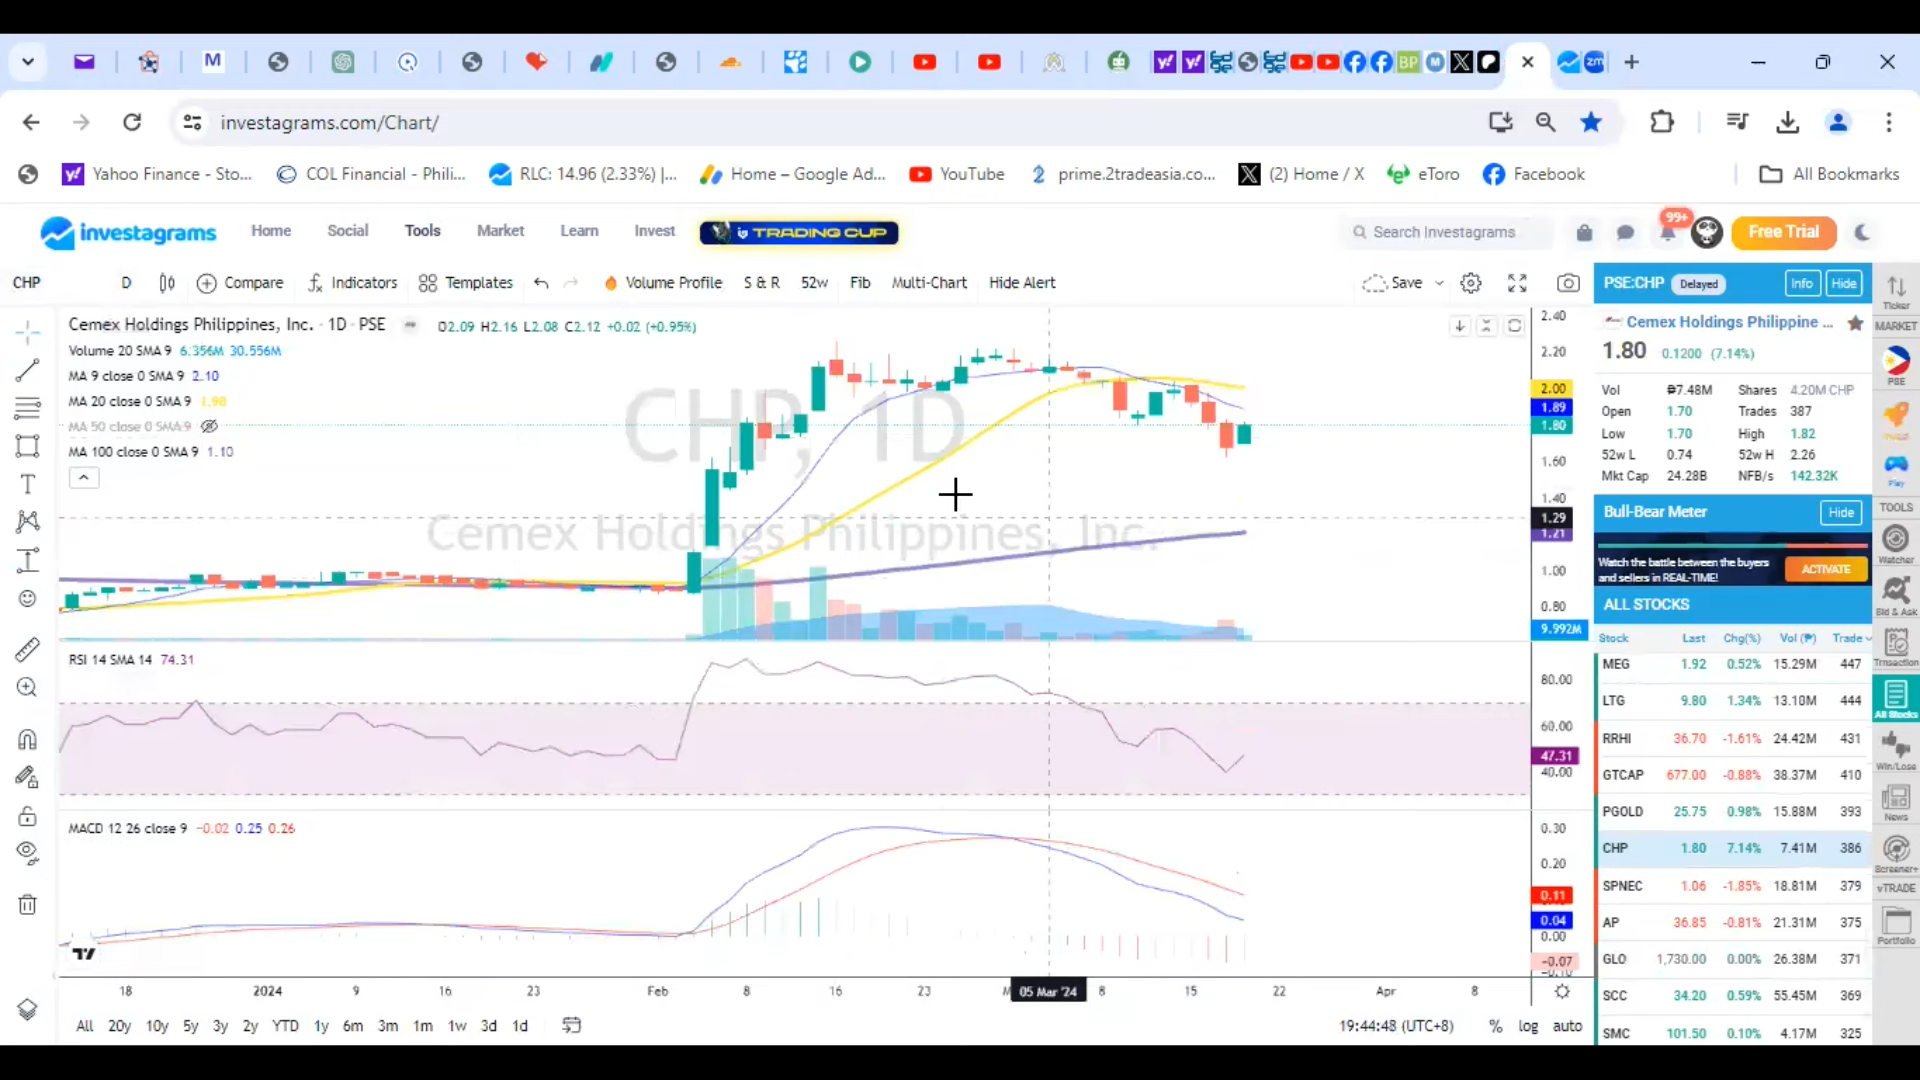 investagrams.com/Chart/
Yahoo Finance - Sto... COL Financial - Phili... RLC: 14.96 (2.33%) |... Home – Google Ad... YouTube prime.2tradeasia.co... (2) Home / X eToro Facebook All Bookmarks
investagrams Home Social Tools Market Learn Invest TRADING CUP Search Investagrams 99+ Free Trial
CHP D Compare Indicators Templates Volume Profile S & R 52w Fib Multi-Chart Hide Alert Save
Cemex Holdings Philippines, Inc. · 1D · PSE O2.09 H2.16 L2.08 C2.12 +0.02 (+0.95%)
Volume 20 SMA 9 6.356M 30.556M
MA 9 close 0 SMA 9 2.10
MA 20 close 0 SMA 9 1.98
MA 50 close 0 SMA 9
MA 100 close 0 SMA 9 1.10
CHP, 1D
Cemex Holdings Philippines, Inc.
2.40
2.20
2.00
1.89
1.80
1.60
1.40
1.29
1.21
1.00
0.80
9.992M
RSI 14 SMA 14 74.31
80.00
60.00
47.31
40.00
MACD 12 26 close 9 −0.02 0.25 0.26
0.30
0.20
0.11
0.04
0.00
−0.07
−0.10
18 2024 9 16 23 Feb 8 16 23 05 Mar '24 8 15 22 Apr 8
All 20y 10y 5y 3y 2y YTD 1y 6m 3m 1m 1w 3d 1d 19:44:48 (UTC+8) % log auto
PSE:CHP Delayed Info Hide
Cemex Holdings Philippine ...
1.80 0.1200 (7.14%)
Vol ₱7.48M Shares 4.20M CHP
Open 1.70 Trades 387
Low 1.70 High 1.82
52w L 0.74 52w H 2.26
Mkt Cap 24.28B NFB/s 142.32K
Bull-Bear Meter Hide
Watch the battle between the buyers
and sellers in REAL-TIME!
ACTIVATE
ALL STOCKS
Stock Last Chg(%) Vol (₱) Trade
MEG 1.92 0.52% 15.29M 447
LTG 9.80 1.34% 13.10M 444
RRHI 36.70 -1.61% 24.42M 431
GTCAP 677.00 -0.88% 38.37M 410
PGOLD 25.75 0.98% 15.88M 393
CHP 1.80 7.14% 7.41M 386
SPNEC 1.06 -1.85% 18.81M 379
AP 36.85 -0.81% 21.31M 375
GLO 1,730.00 0.00% 26.38M 371
SCC 34.20 0.59% 55.45M 369
SMC 101.50 0.10% 4.17M 325
Ticker
MARKET
PSE
Play
TOOLS
Watcher
Bid & Ask
Trnsaction
All Stocks
Win/Lose
News
Screener+
vTRADE
Portfolio